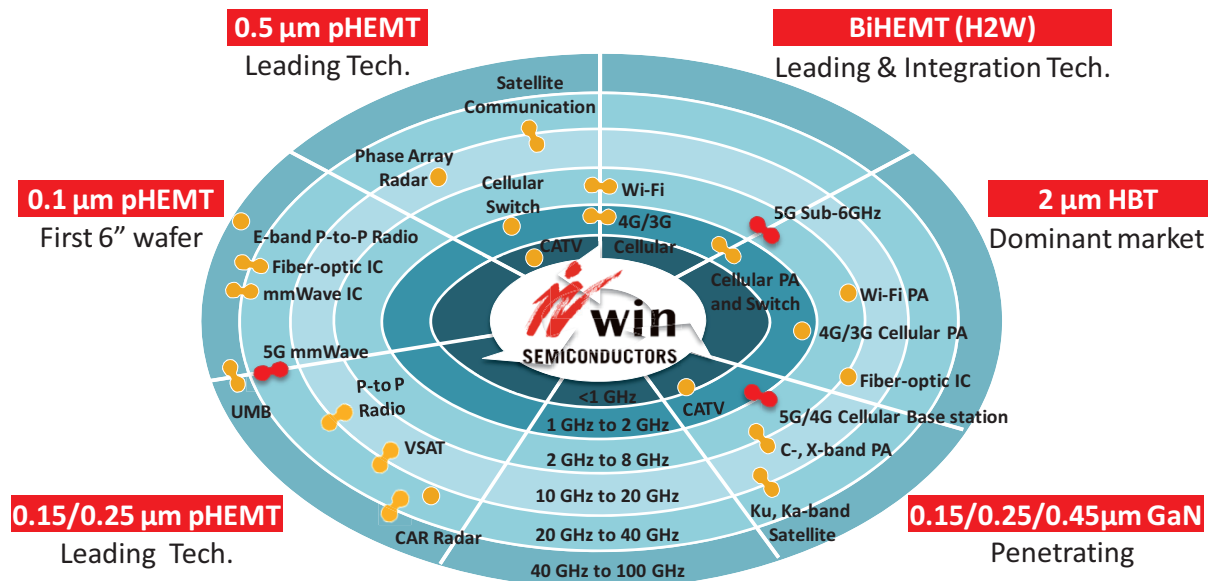 0.5 µm pHEMT
Leading Tech.
BiHEMT (H2W)
Leading & Integration Tech.
Satellite
Communication
Phase Array
Radar
Cellular
Switch
Wi-Fi
4G/3G
Cellular
CATV
5G Sub-6GHz
Cellular PA
and Switch
0.1 µm pHEMT
First 6” wafer
2 µm HBT
Dominant market
E-band P-to-P Radio
Fiber-optic IC
mmWave IC
5G mmWave
UMB
Wi-Fi PA
4G/3G Cellular PA
Fiber-optic IC
win
SEMICONDUCTORS
P-to P
Radio
VSAT
CAR Radar
CATV
5G/4G Cellular Base station
C-, X-band PA
Ku, Ka-band
Satellite
<1 GHz
1 GHz to 2 GHz
2 GHz to 8 GHz
10 GHz to 20 GHz
20 GHz to 40 GHz
40 GHz to 100 GHz
0.15/0.25 µm pHEMT
Leading Tech.
0.15/0.25/0.45µm GaN
Penetrating